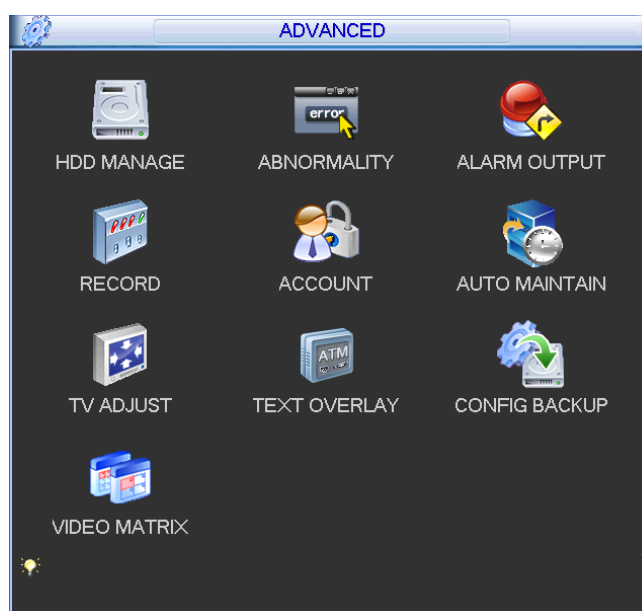 ADVANCED
HDD MANAGE
error
ABNORMALITY
ALARM OUTPUT
RECORD
ACCOUNT
AUTO MAINTAIN
TV ADJUST
ATM
TEXT OVERLAY
CONFIG BACKUP
VIDEO MATRIX